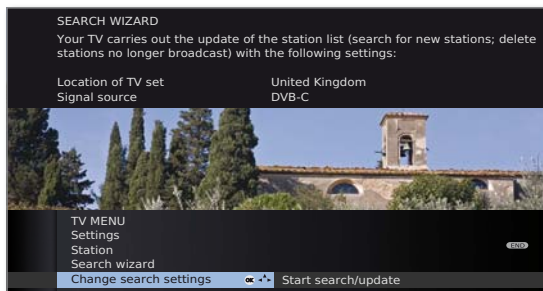 SEARCH WIZARD
Your TV carries out the update of the station list (search for new stations; delete
stations no longer broadcast) with the following settings:
Location of TV set United Kingdom
Signal source DVB-C
TV MENU
Settings
Station
END
Search wizard
Change search settings OK Start search/update